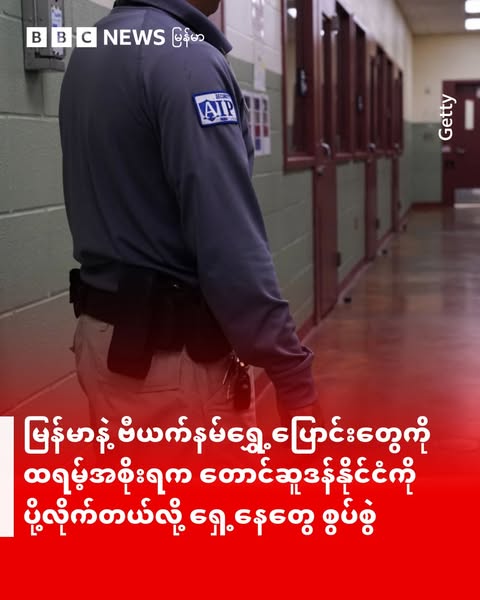 BBC NEWS မြန်မာ
Getty
SECURITY
AIP
မြန်မာနဲ့ ဗီယက်နမ်ရွှေ့ပြောင်းတွေကို
ထရမ့်အစိုးရက တောင်ဆူဒန်နိုင်ငံကို
ပို့လိုက်တယ်လို့ ရှေ့နေတွေ စွပ်စွဲ